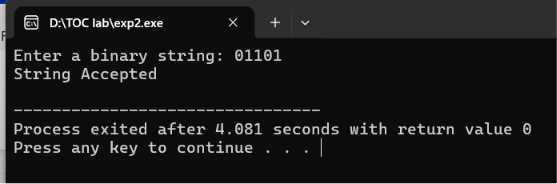 D:\TOC lab\exp2.exe
Enter a binary string: 01101
String Accepted
--------------------------------
Process exited after 4.081 seconds with return value 0
Press any key to continue . . .